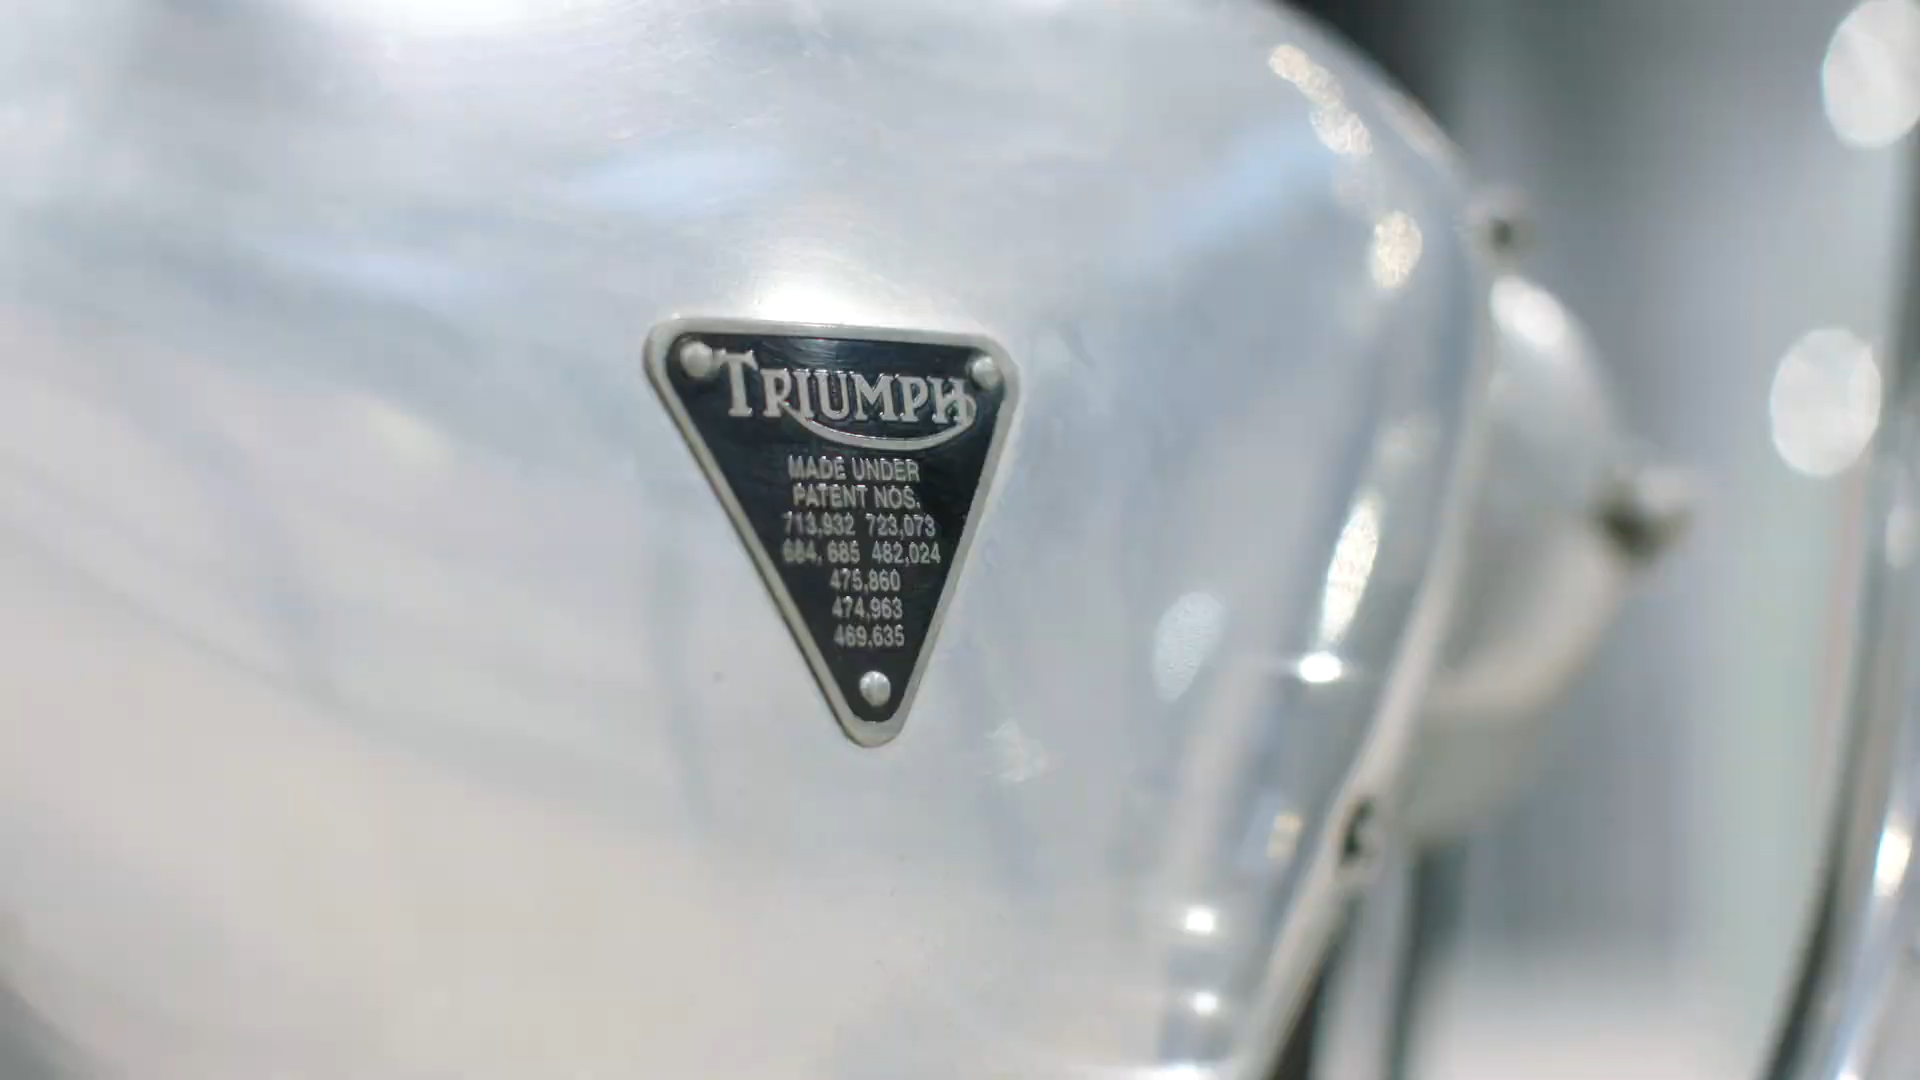 TRIUMPH
MADE UNDER
PATENT NOS.
713,932 723,073
684, 685 482,024
475,860
474,963
469,635